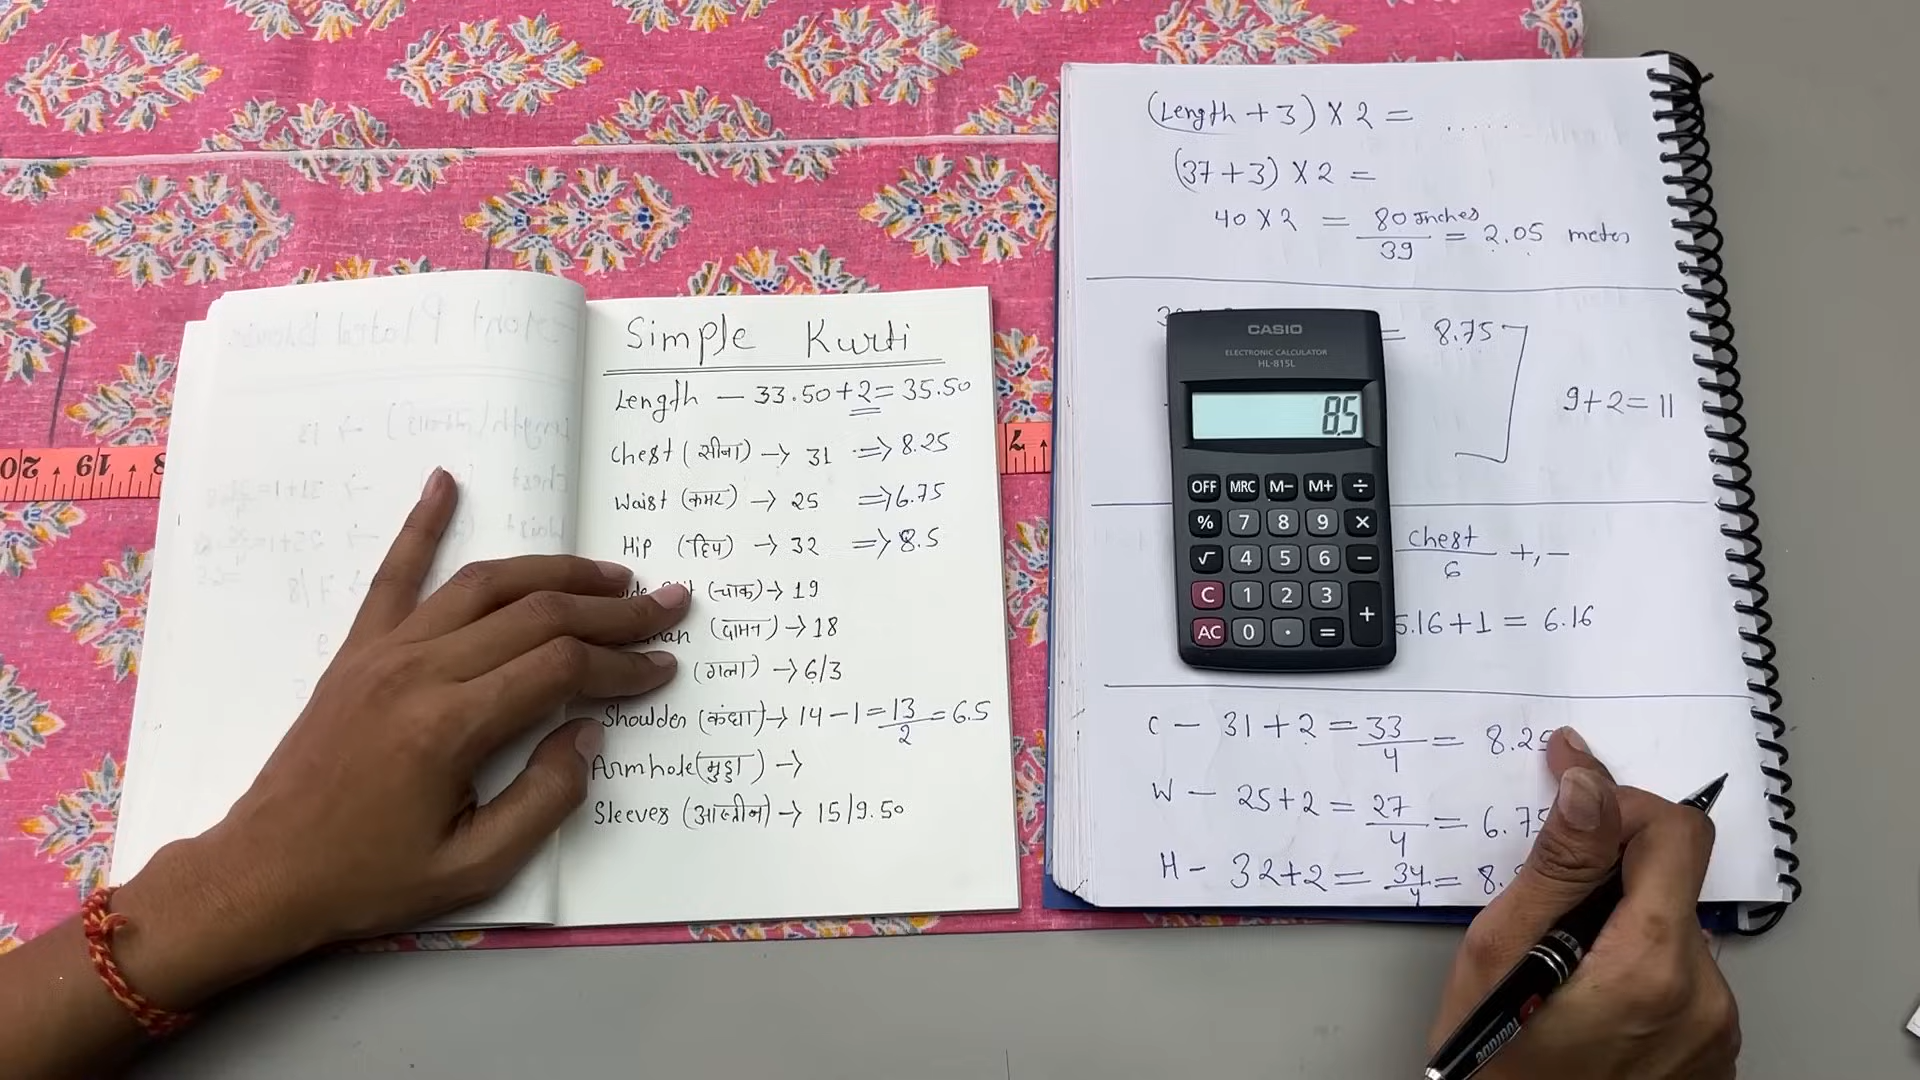 Simple Kurti
Length – 33.50+2=35.50
Chest (सीना) → 31 ⇒ 8.25
Waist (कमर) → 25 ⇒ 6.75
Hip (हिप) → 32 ⇒ 8.5
(चाक) → 19
(दामन) → 18
(गला) → 6/3
Shoulder (कंधा) → 14–1=13/2=6.5
Armhole (मुड्ढा) →
Sleeves (आस्तीन) → 15/9.50
(Length + 3) X 2 = .....
(37+3) X 2 =
40 X 2 = 80 Inches/39 = 2.05 meter
= 8.75
9+2=11
chest/6 +,-
5.16+1 = 6.16
C – 31+2=33/4= 8.25
W – 25+2=27/4= 6.75
H – 32+2=34/4= 8.
CASIO
ELECTRONIC CALCULATOR
HL-815L
8.5
OFF MRC M– M+ ÷
% 7 8 9 ×
√ 4 5 6 –
C 1 2 3 +
AC 0 · =
20 19
17